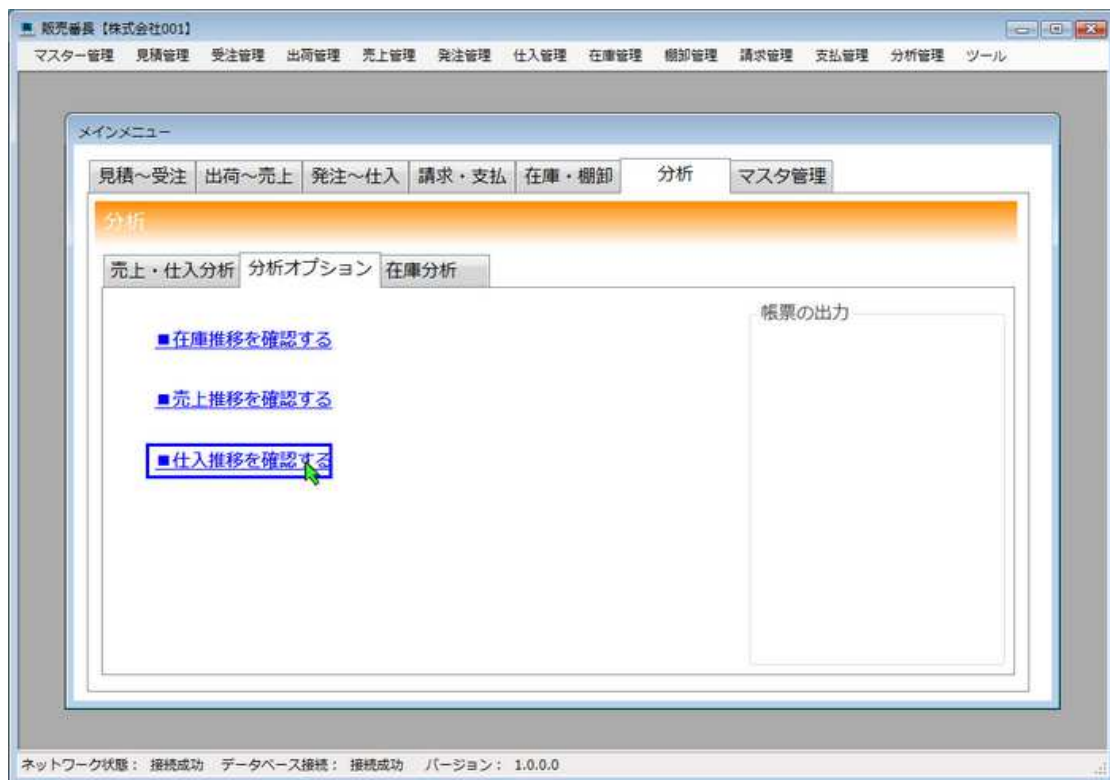 販売番長【株式会社001】
マスター管理 見積管理 受注管理 出荷管理 売上管理 発注管理 仕入管理 在庫管理 棚卸管理 請求管理 支払管理 分析管理 ツール
メインメニュー
見積～受注 出荷～売上 発注～仕入 請求・支払 在庫・棚卸 分析 マスタ管理
分析
売上・仕入分析 分析オプション 在庫分析
帳票の出力
■在庫推移を確認する
■売上推移を確認する
■仕入推移を確認する
ネットワーク状態： 接続成功 データベース接続： 接続成功 バージョン： 1.0.0.0